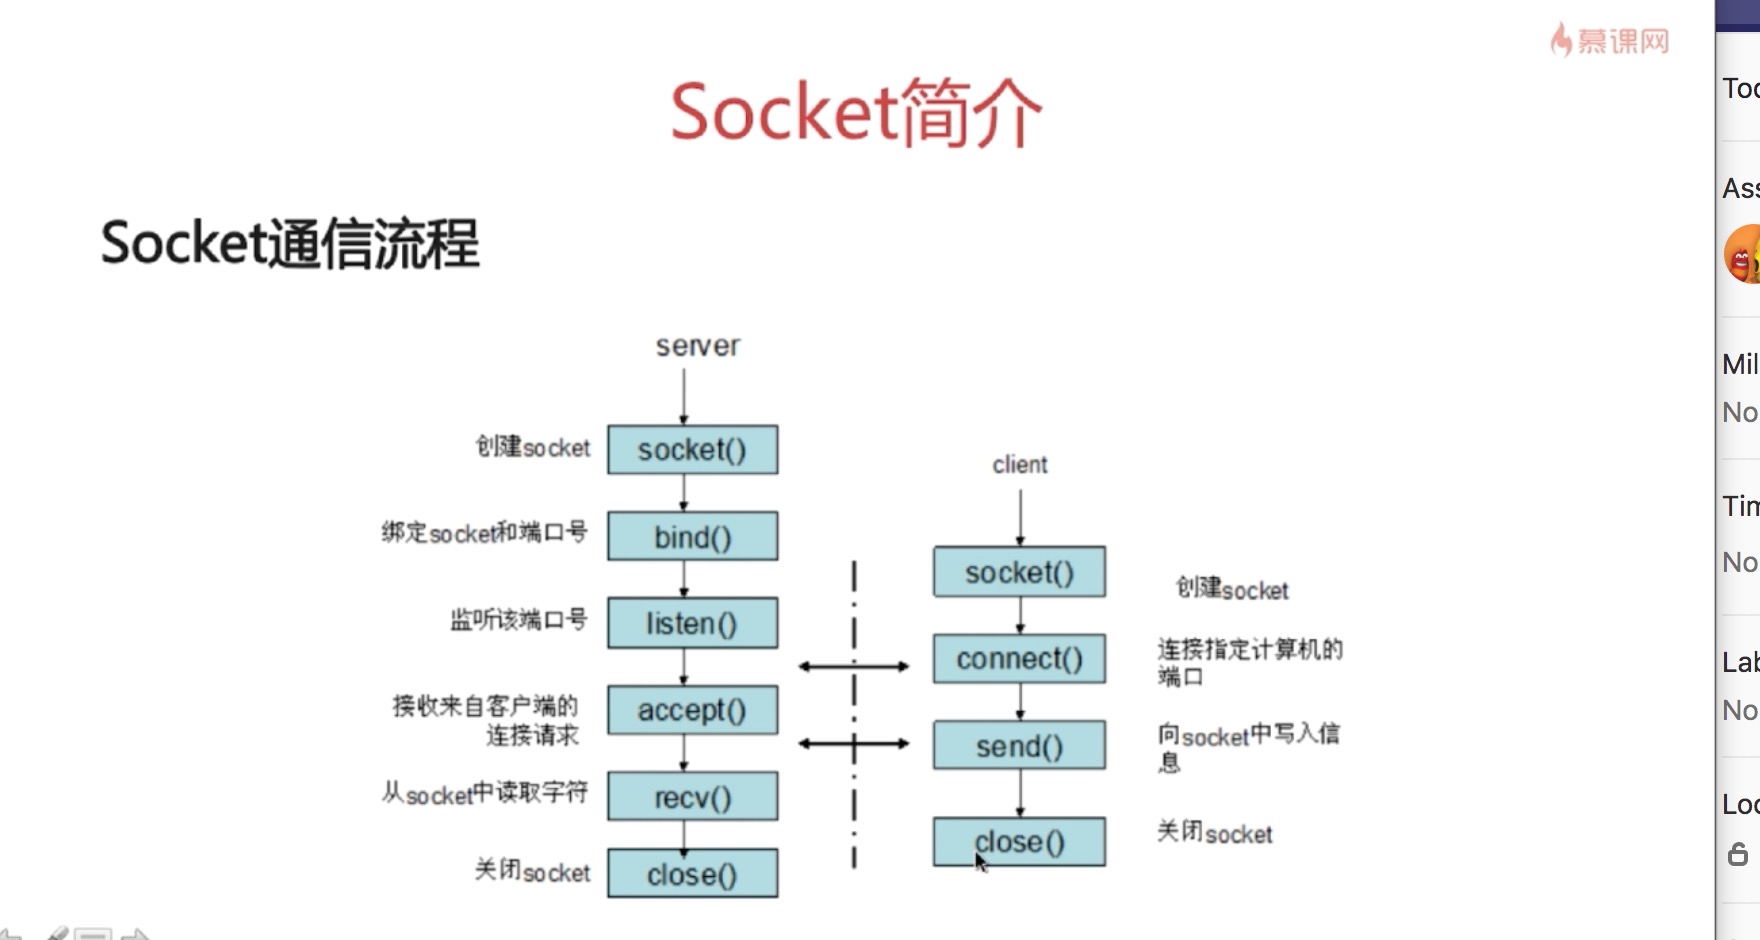 慕课网
Socket简介
Socket通信流程
server
创建socket
socket()
绑定socket和端口号
bind()
监听该端口号
listen()
接收来自客户端的
连接请求
accept()
从socket中读取字符
recv()
关闭socket
close()
client
socket()
创建socket
connect()
连接指定计算机的
端口
send()
向socket中写入信
息
close()
关闭socket
Mil
No
Tim
No
Lab
No